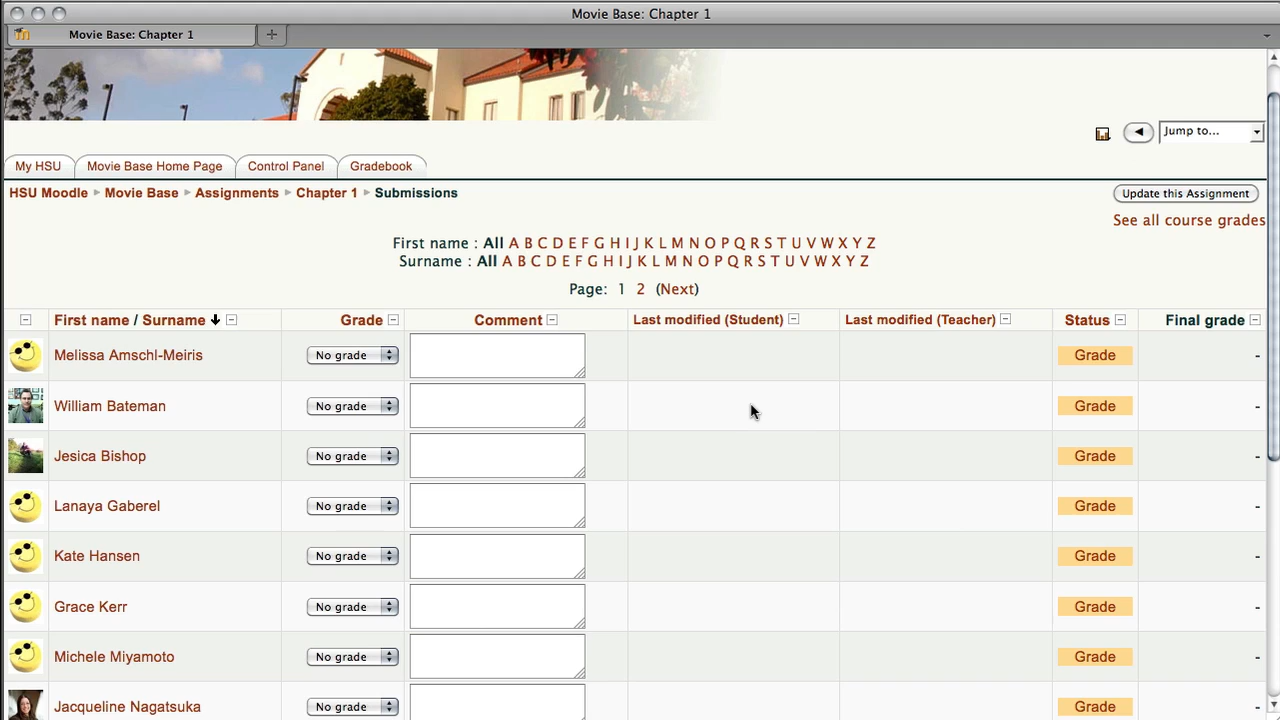 Movie Base: Chapter 1
Movie Base: Chapter 1
Jump to...
My HSU Movie Base Home Page Control Panel Gradebook
HSU Moodle Movie Base Assignments Chapter 1 Submissions Update this Assignment
See all course grades
First name : All A B C D E F G H I J K L M N O P Q R S T U V W X Y Z
Surname : All A B C D E F G H I J K L M N O P Q R S T U V W X Y Z
Page: 1 2 (Next)
First name / Surname Grade Comment Last modified (Student) Last modified (Teacher) Status Final grade
Melissa Amschl-Meiris No grade Grade -
William Bateman No grade Grade -
Jesica Bishop No grade Grade -
Lanaya Gaberel No grade Grade -
Kate Hansen No grade Grade -
Grace Kerr No grade Grade -
Michele Miyamoto No grade Grade -
Jacqueline Nagatsuka No grade Grade -